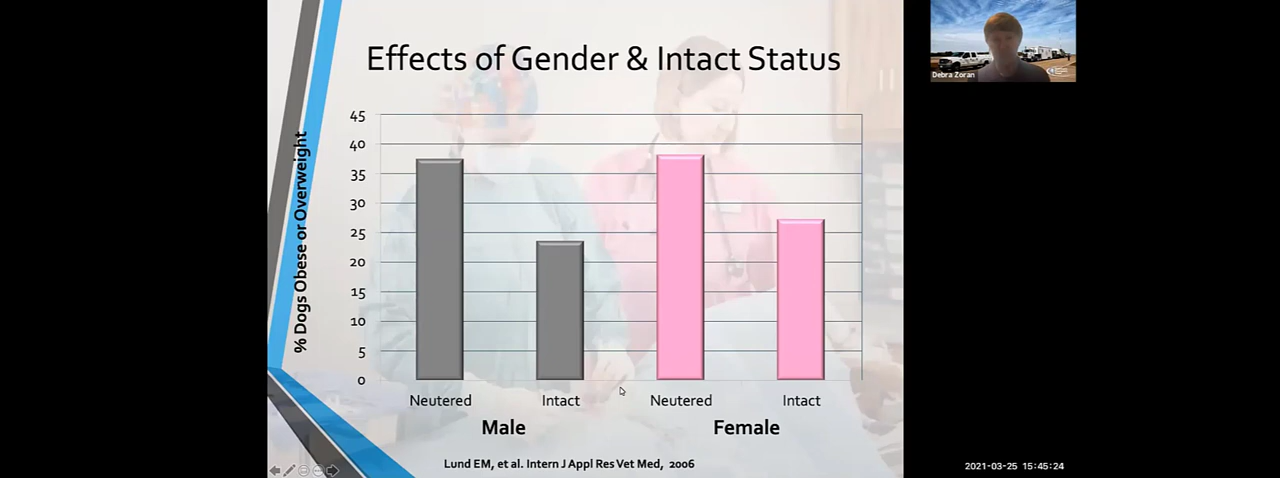 Effects of Gender & Intact Status
% Dogs Obese or Overweight
45
40
35
30
25
20
15
10
5
0
Neutered Intact Neutered Intact
Male Female
Lund EM, et al. Intern J Appl Res Vet Med, 2006
Debra Zoran
2021-03-25 15:45:24